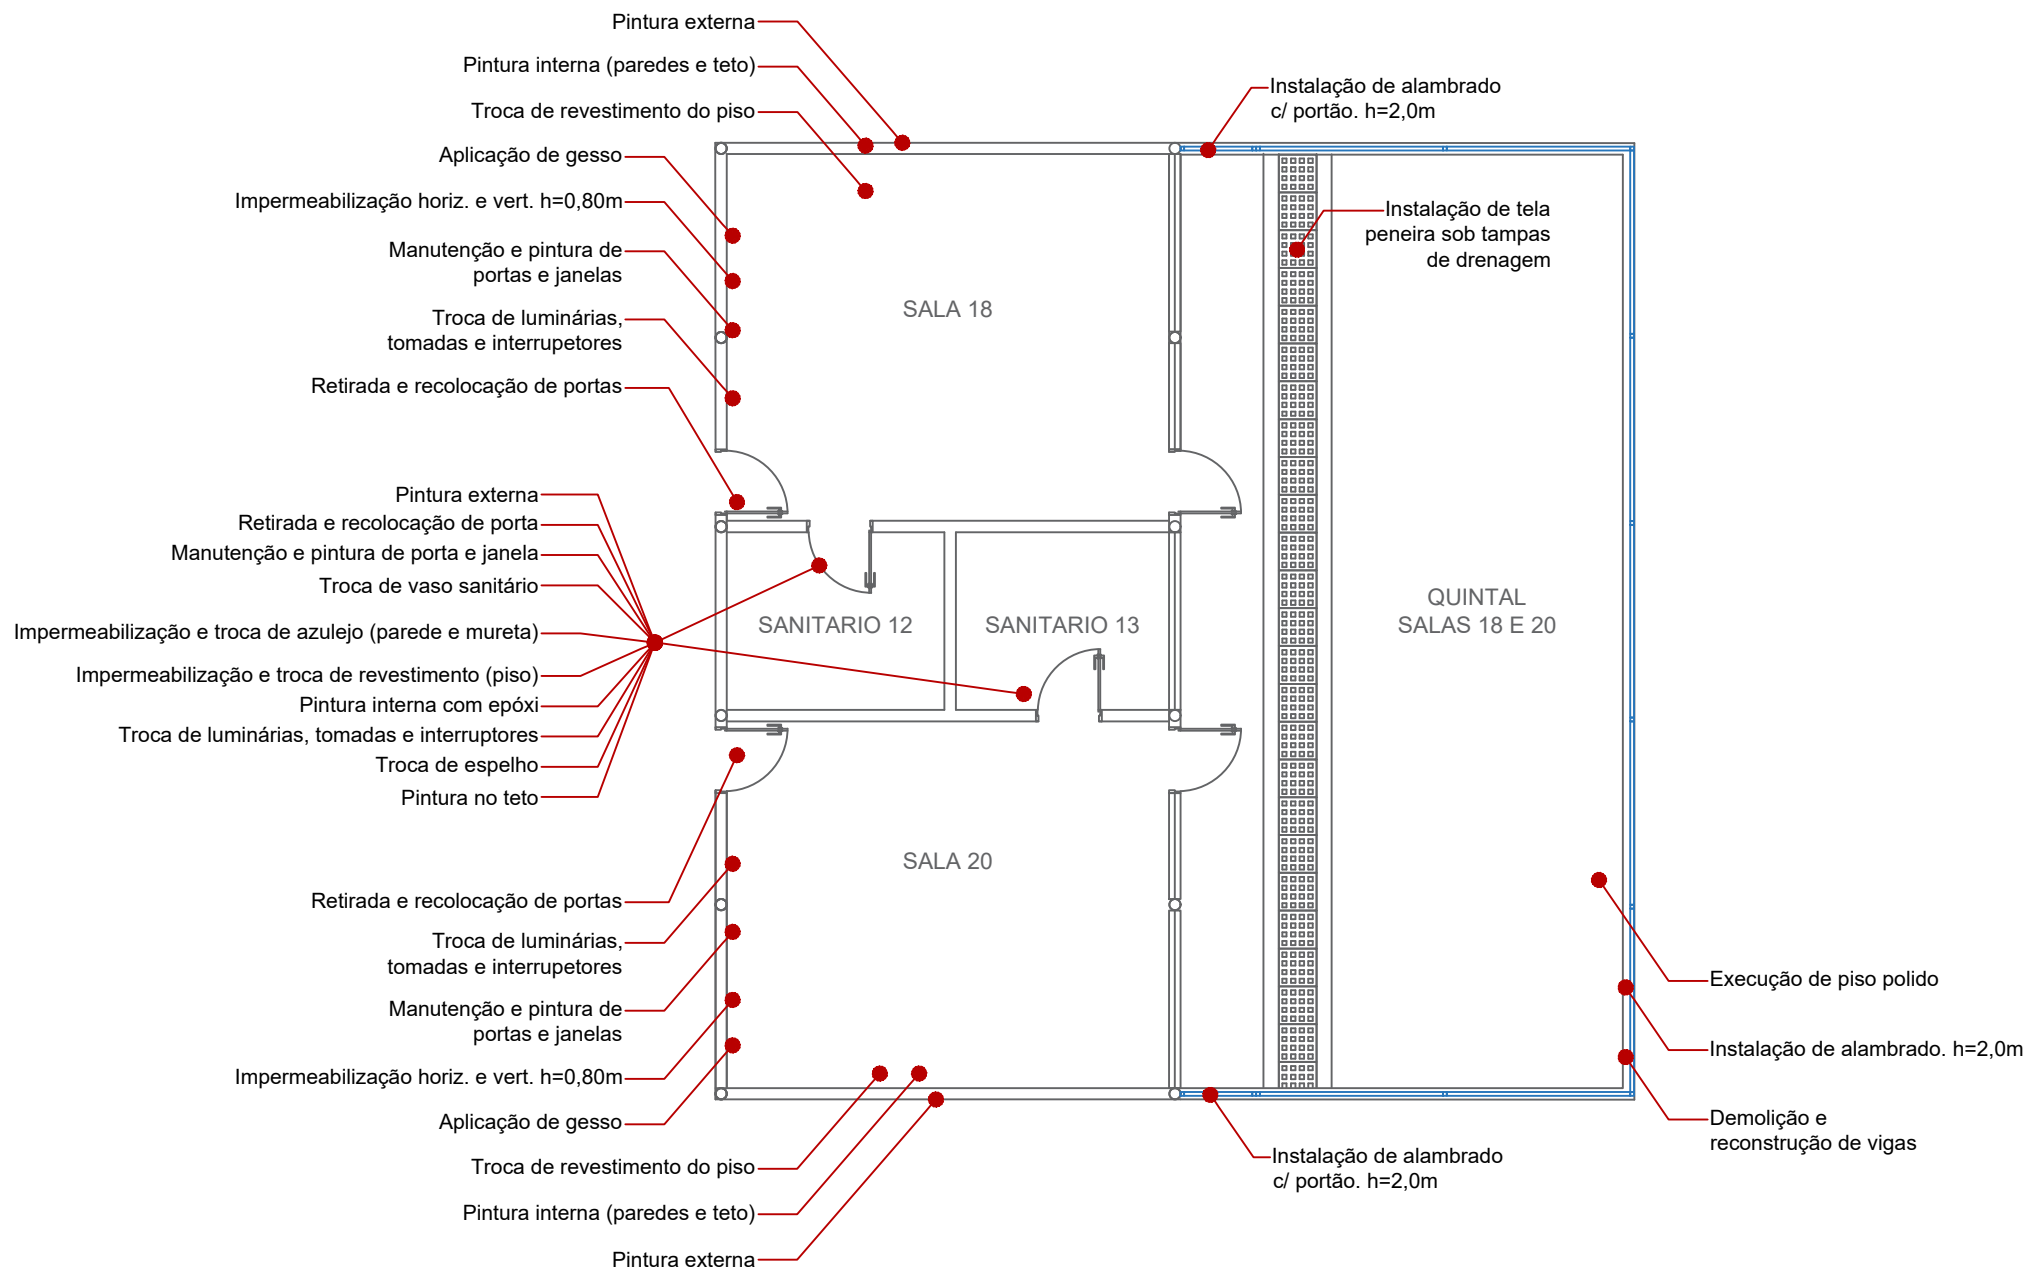 Pintura externa
Pintura interna (paredes e teto)
Troca de revestimento do piso
Aplicação de gesso
Impermeabilização horiz. e vert. h=0,80m
Manutenção e pintura de
portas e janelas
Troca de luminárias,
tomadas e interrupetores
Retirada e recolocação de portas
Instalação de alambrado
c/ portão. h=2,0m
Instalação de tela
peneira sob tampas
de drenagem
SALA 18
Pintura externa
Retirada e recolocação de porta
Manutenção e pintura de porta e janela
Troca de vaso sanitário
Impermeabilização e troca de azulejo (parede e mureta)
Impermeabilização e troca de revestimento (piso)
Pintura interna com epóxi
Troca de luminárias, tomadas e interruptores
Troca de espelho
Pintura no teto
SANITARIO 12
SANITARIO 13
QUINTAL
SALAS 18 E 20
SALA 20
Retirada e recolocação de portas
Troca de luminárias,
tomadas e interrupetores
Manutenção e pintura de
portas e janelas
Impermeabilização horiz. e vert. h=0,80m
Aplicação de gesso
Troca de revestimento do piso
Pintura interna (paredes e teto)
Pintura externa
Execução de piso polido
Instalação de alambrado. h=2,0m
Demolição e
reconstrução de vigas
Instalação de alambrado
c/ portão. h=2,0m